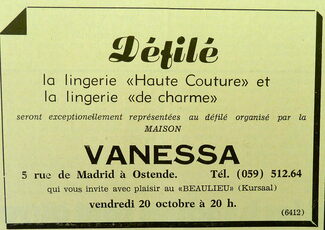 Défilé
la lingerie «Haute Couture» et
la lingerie «de charme»
seront exceptionellement représentées au défilé organisé par la
MAISON
VANESSA
5 rue de Madrid à Ostende. Tél. (059) 512.64
qui vous invite avec plaisir au «BEAULIEU» (Kursaal)
vendredi 20 octobre à 20 h.
(6412)